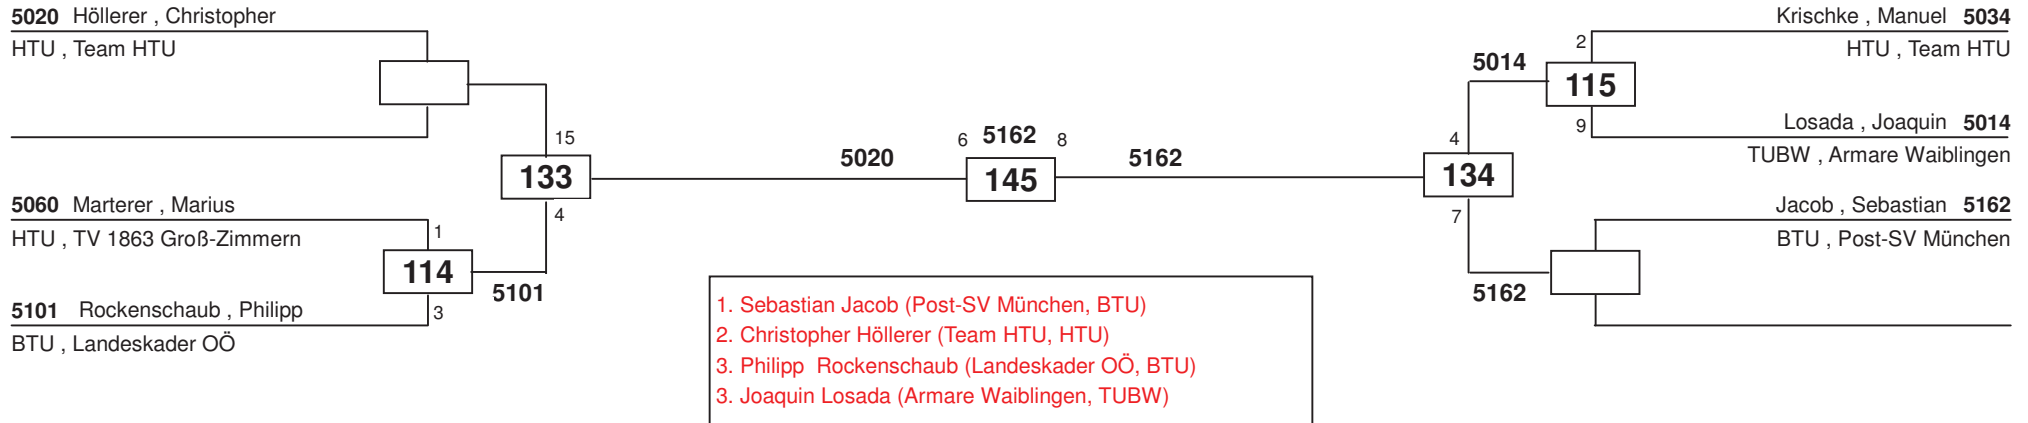 5020 Höllerer , Christopher
HTU , Team HTU
15
133
4
5060 Marterer , Marius
HTU , TV 1863 Groß-Zimmern
1
114
5101
3
5101 Rockenschaub , Philipp
BTU , Landeskader OÖ
5020
6 5162 8
145
5162
Krischke , Manuel 5034
HTU , Team HTU
2
5014
115
9
Losada , Joaquin 5014
TUBW , Armare Waiblingen
4
134
7
Jacob , Sebastian 5162
BTU , Post-SV München
5162
1. Sebastian Jacob (Post-SV München, BTU)
2. Christopher Höllerer (Team HTU, HTU)
3. Philipp Rockenschaub (Landeskader OÖ, BTU)
3. Joaquin Losada (Armare Waiblingen, TUBW)